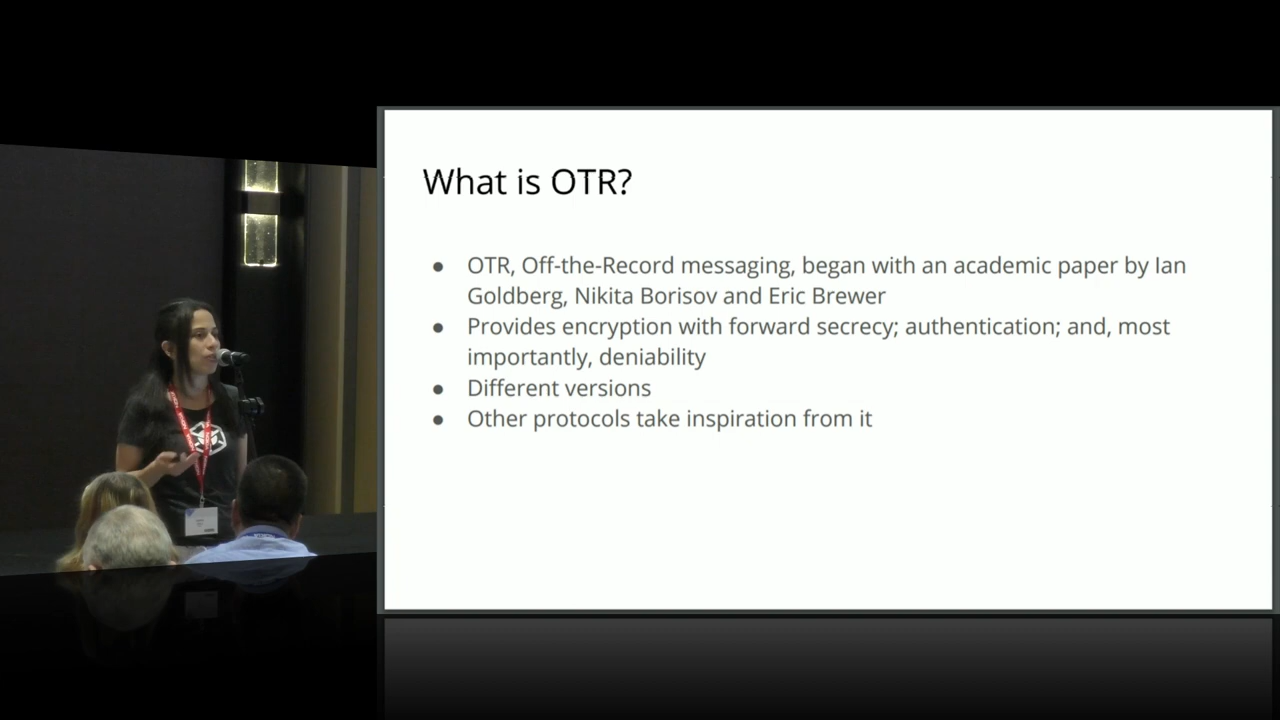 What is OTR?
● OTR, Off-the-Record messaging, began with an academic paper by Ian
Goldberg, Nikita Borisov and Eric Brewer
● Provides encryption with forward secrecy; authentication; and, most
importantly, deniability
● Different versions
● Other protocols take inspiration from it